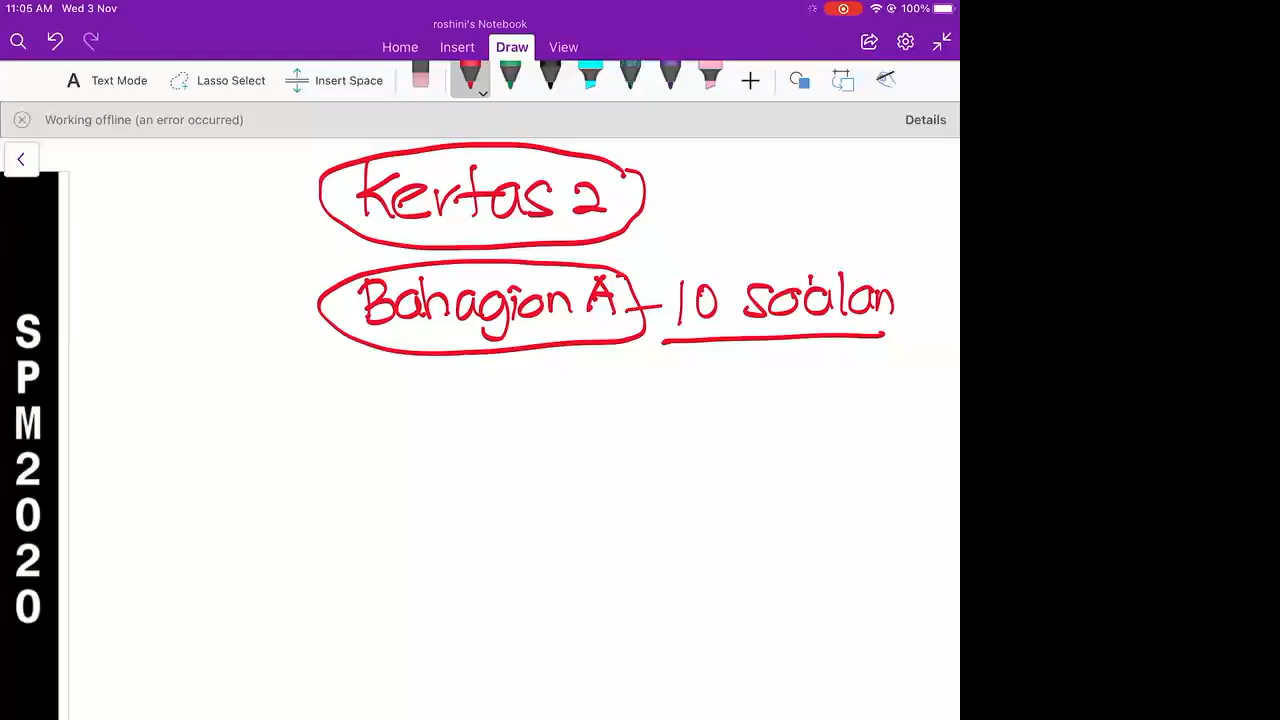 11:05 AM Wed 3 Nov
100%
roshini's Notebook
Home Insert Draw View
A Text Mode Lasso Select Insert Space
Working offline (an error occurred) Details
Kertas 2
Bahagian A - 10 soalan
SPM2020